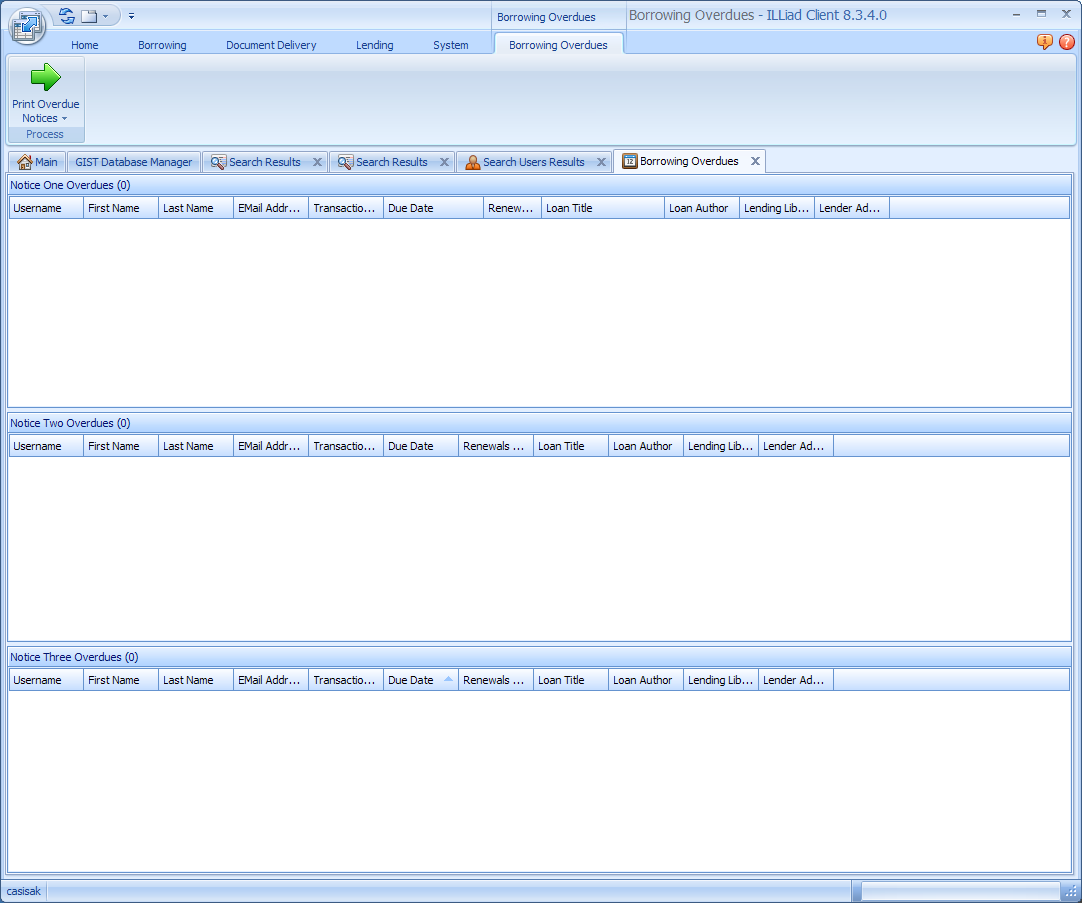 Borrowing Overdues
Borrowing Overdues - ILLiad Client 8.3.4.0
Home Borrowing Document Delivery Lending System Borrowing Overdues
Print Overdue
Notices
Process
Main GIST Database Manager Search Results Search Results Search Users Results 12 Borrowing Overdues
Notice One Overdues (0)
Username First Name Last Name EMail Addr... Transactio... Due Date Renew... Loan Title Loan Author Lending Lib... Lender Ad...
Notice Two Overdues (0)
Username First Name Last Name EMail Addr... Transactio... Due Date Renewals ... Loan Title Loan Author Lending Lib... Lender Ad...
Notice Three Overdues (0)
Username First Name Last Name EMail Addr... Transactio... Due Date Renewals ... Loan Title Loan Author Lending Lib... Lender Ad...
casisak